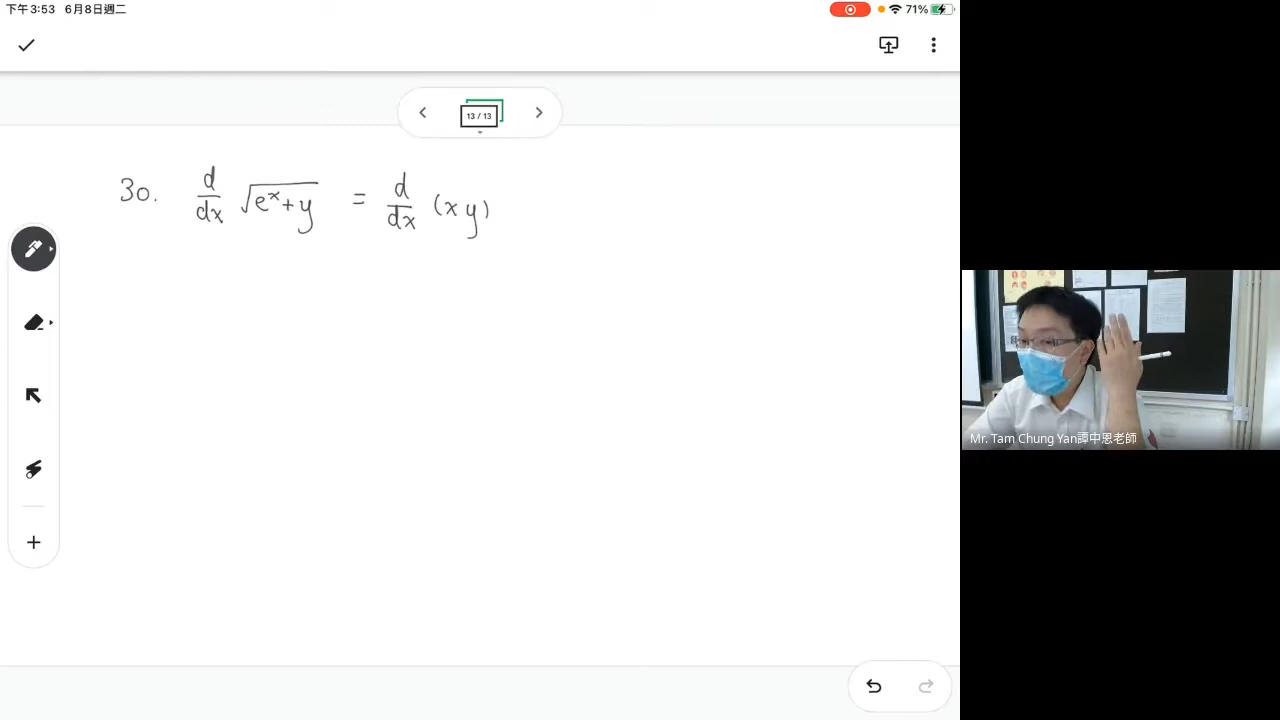 下午3:53 6月8日週二
71%
13 / 13
30. d/dx √(eˣ+y) = d/dx (xy)
Mr. Tam Chung Yan譚中恩老師